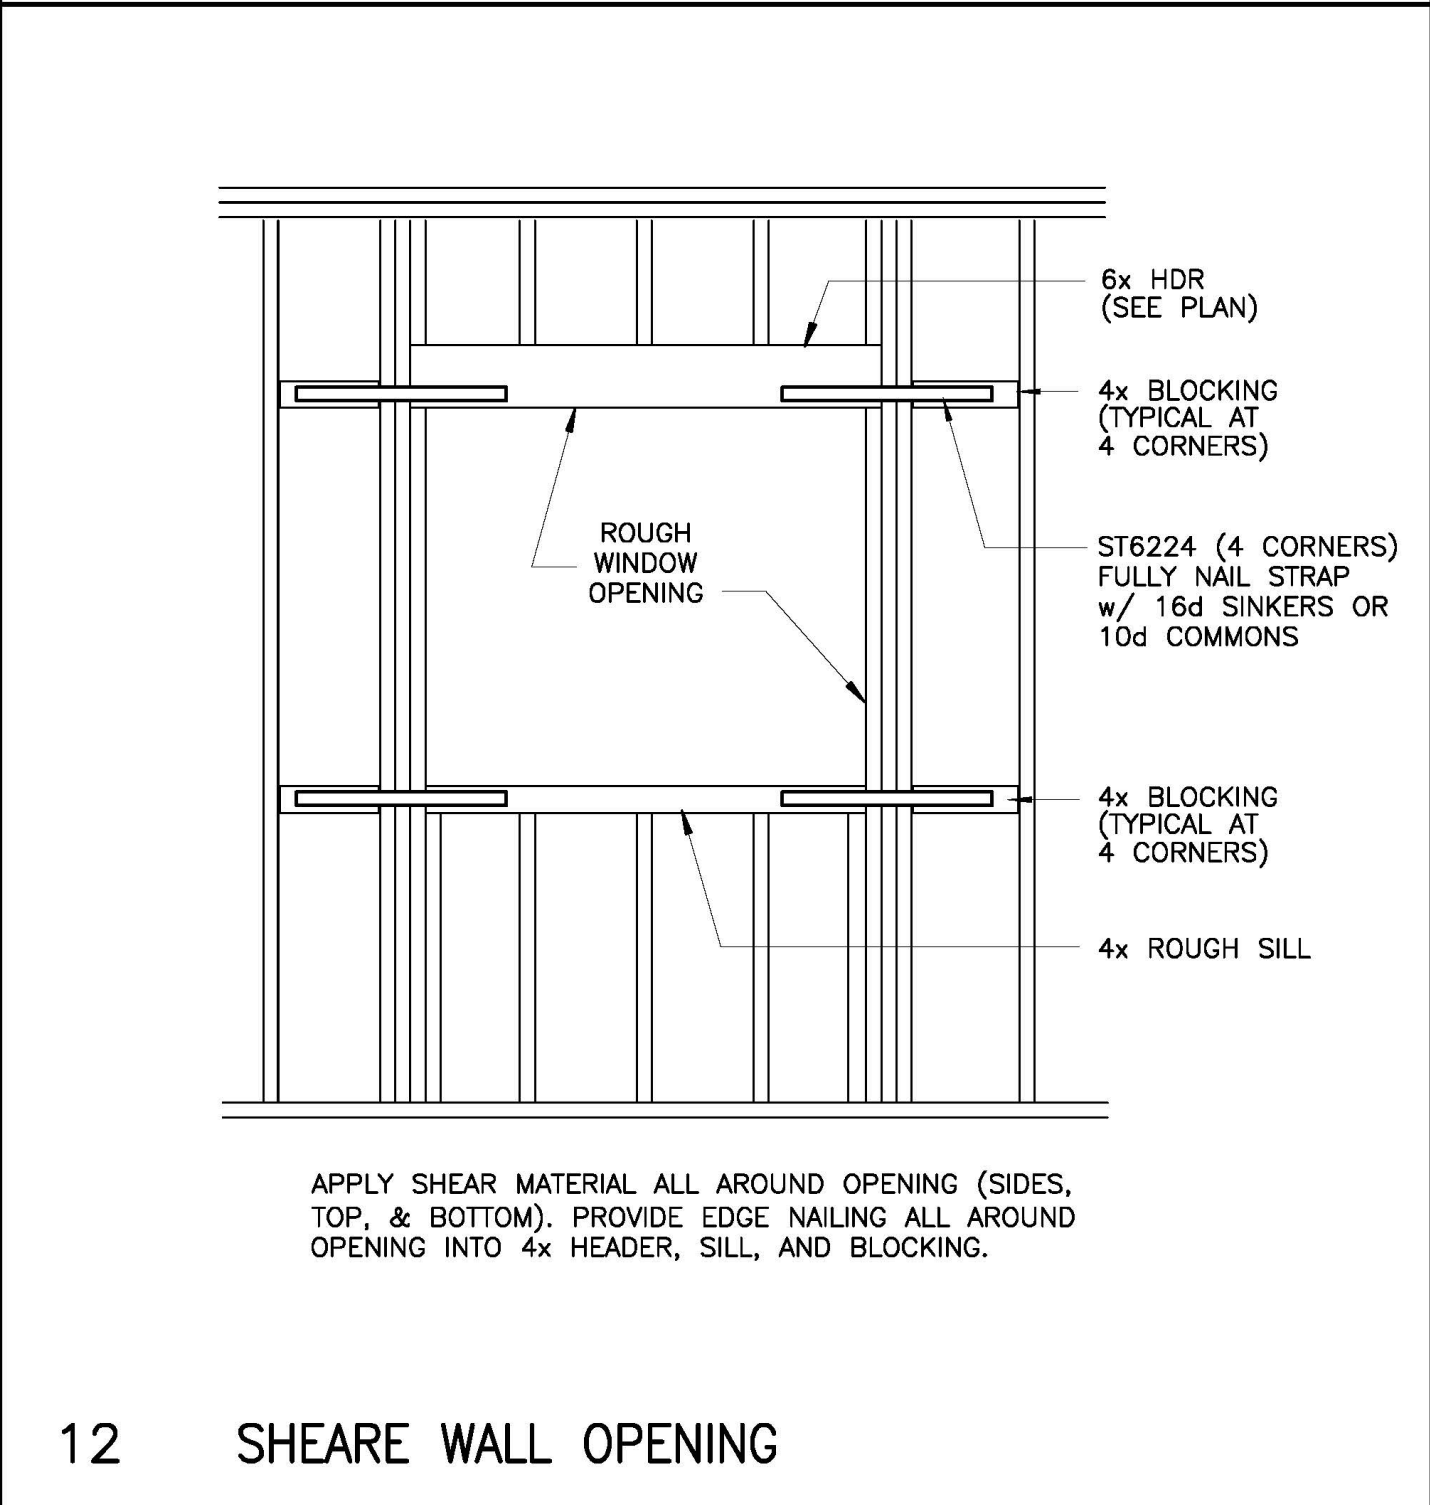 6x HDR
(SEE PLAN)
4x BLOCKING
(TYPICAL AT
4 CORNERS)
ROUGH
WINDOW
OPENING
ST6224 (4 CORNERS)
FULLY NAIL STRAP
w/ 16d SINKERS OR
10d COMMONS
4x BLOCKING
(TYPICAL AT
4 CORNERS)
4x ROUGH SILL
APPLY SHEAR MATERIAL ALL AROUND OPENING (SIDES,
TOP, & BOTTOM). PROVIDE EDGE NAILING ALL AROUND
OPENING INTO 4x HEADER, SILL, AND BLOCKING.
12 SHEARE WALL OPENING